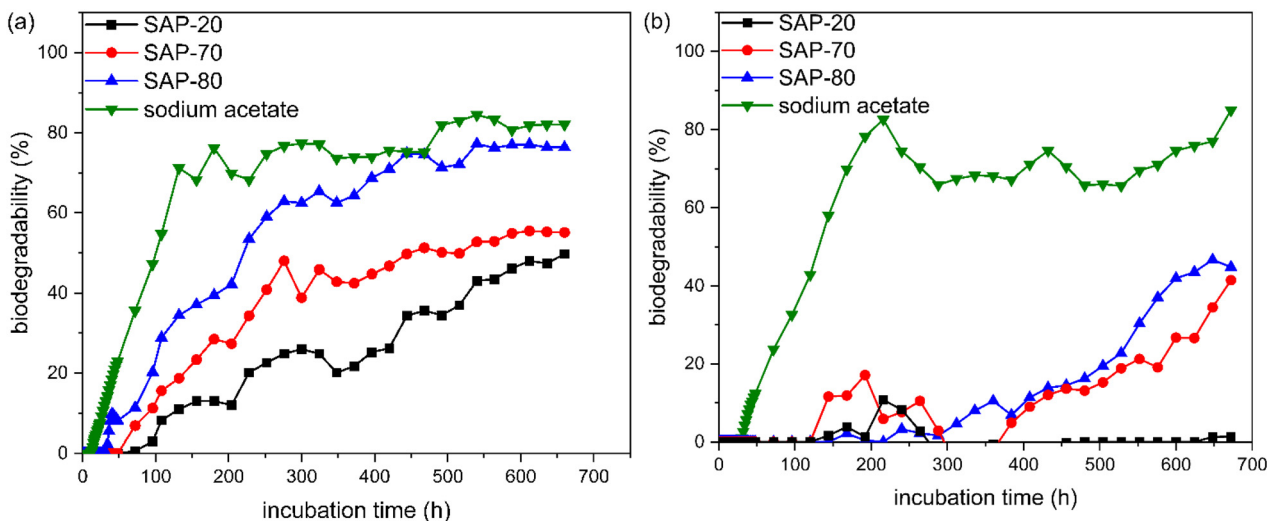 (a)
SAP-20
SAP-70
SAP-80
sodium acetate
biodegradability (%)
100
80
60
40
20
0
0 100 200 300 400 500 600 700
incubation time (h)
(b)
SAP-20
SAP-70
SAP-80
sodium acetate
biodegradability (%)
100
80
60
40
20
0
0 100 200 300 400 500 600 700
incubation time (h)